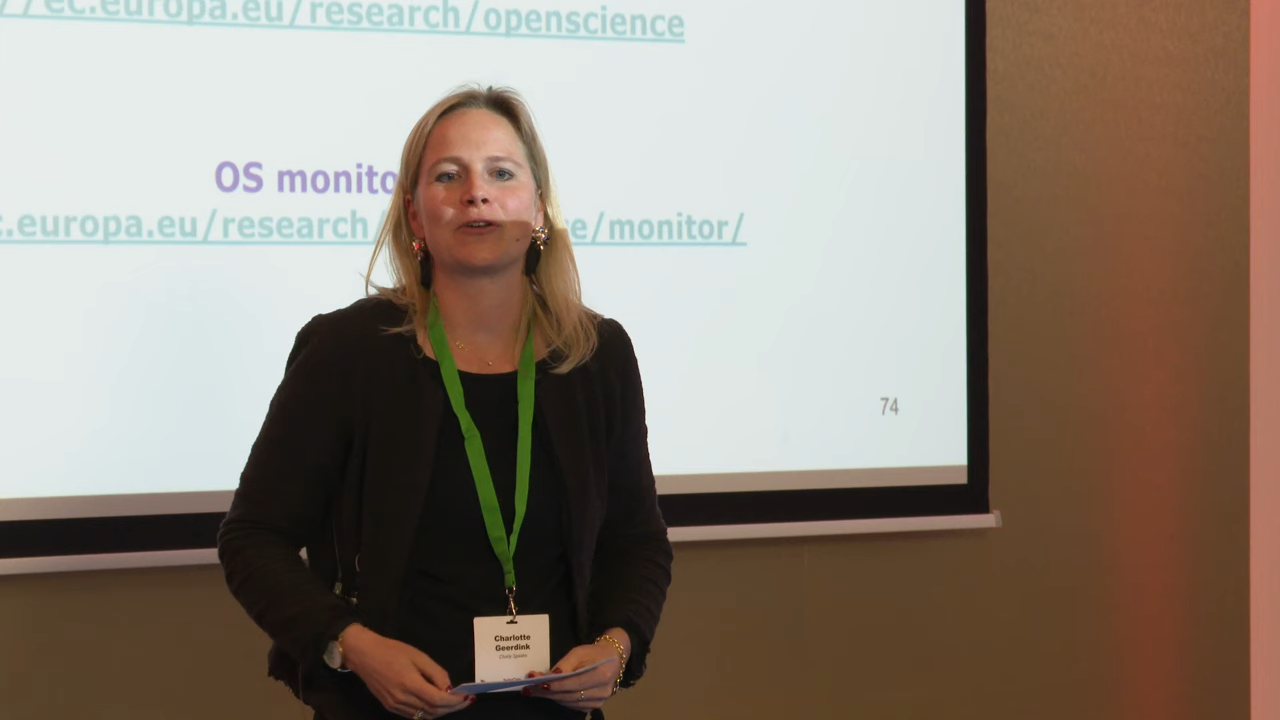 //ec.europa.eu/research/openscience
OS monito
c.europa.eu/research/
e/monitor/
74
Charlotte
Geerdink